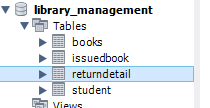 library_management
Tables
books
issuedbook
returndetail
student
Views